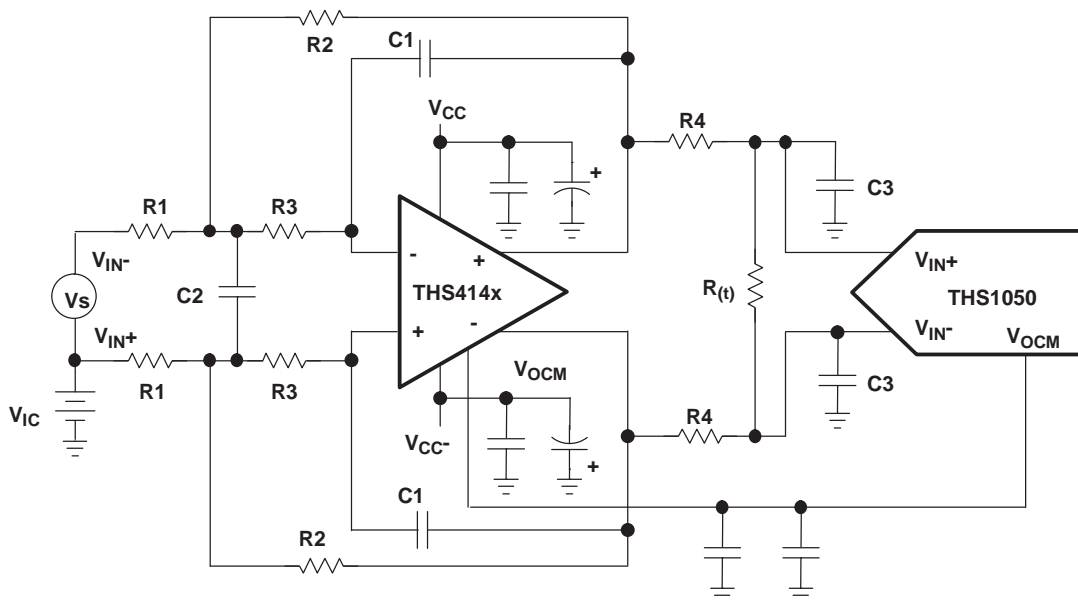 R2
C1
VCC
R4
C3
R1
R3
VIN-
-
+
Vs
C2
THS414x
R(t)
VIN+
THS1050
VIN+
+
-
VIN-
VOCM
R1
R3
VOCM
C3
VIC
R4
VCC-
+
C1
R2
+